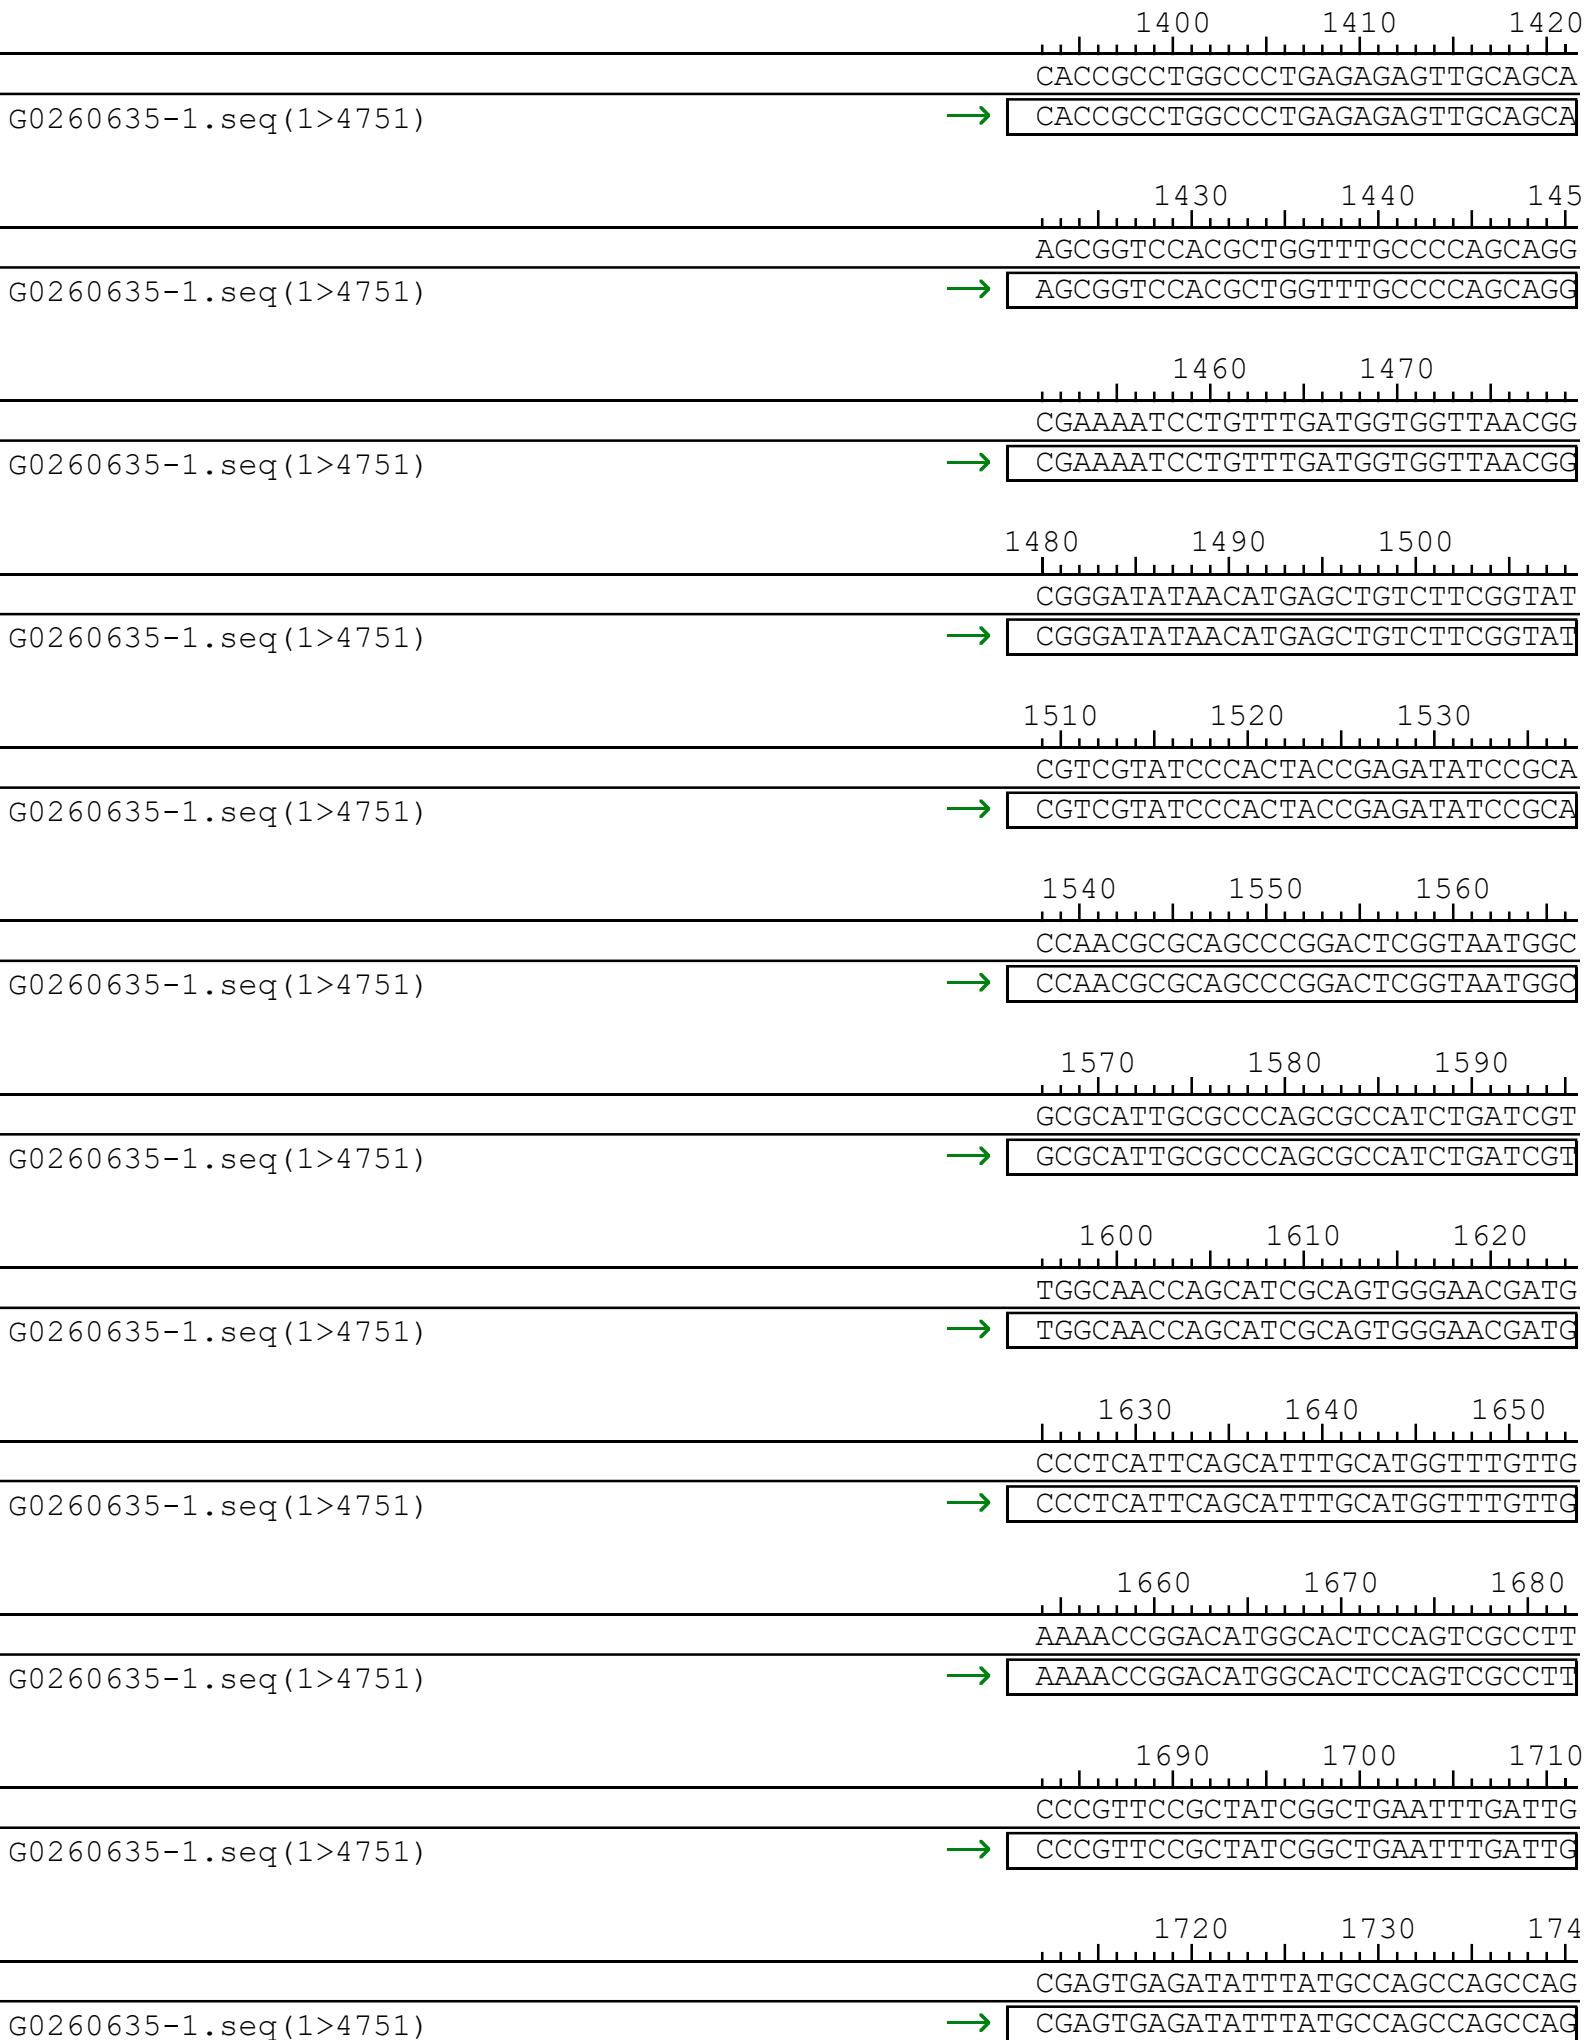 1400 1410 1420
CACCGCCTGGCCCTGAGAGAGTTGCAGCA
G0260635-1.seq(1>4751) → CACCGCCTGGCCCTGAGAGAGTTGCAGCA
1430 1440 145
AGCGGTCCACGCTGGTTTGCCCCAGCAGG
G0260635-1.seq(1>4751) → AGCGGTCCACGCTGGTTTGCCCCAGCAGG
1460 1470
CGAAAATCCTGTTTGATGGTGGTTAACGG
G0260635-1.seq(1>4751) → CGAAAATCCTGTTTGATGGTGGTTAACGG
1480 1490 1500
CGGGATATAACATGAGCTGTCTTCGGTAT
G0260635-1.seq(1>4751) → CGGGATATAACATGAGCTGTCTTCGGTAT
1510 1520 1530
CGTCGTATCCCACTACCGAGATATCCGCA
G0260635-1.seq(1>4751) → CGTCGTATCCCACTACCGAGATATCCGCA
1540 1550 1560
CCAACGCGCAGCCCGGACTCGGTAATGGC
G0260635-1.seq(1>4751) → CCAACGCGCAGCCCGGACTCGGTAATGGC
1570 1580 1590
GCGCATTGCGCCCAGCGCCATCTGATCGT
G0260635-1.seq(1>4751) → GCGCATTGCGCCCAGCGCCATCTGATCGT
1600 1610 1620
TGGCAACCAGCATCGCAGTGGGAACGATG
G0260635-1.seq(1>4751) → TGGCAACCAGCATCGCAGTGGGAACGATG
1630 1640 1650
CCCTCATTCAGCATTTGCATGGTTTGTTG
G0260635-1.seq(1>4751) → CCCTCATTCAGCATTTGCATGGTTTGTTG
1660 1670 1680
AAAACCGGACATGGCACTCCAGTCGCCTT
G0260635-1.seq(1>4751) → AAAACCGGACATGGCACTCCAGTCGCCTT
1690 1700 1710
CCCGTTCCGCTATCGGCTGAATTTGATTG
G0260635-1.seq(1>4751) → CCCGTTCCGCTATCGGCTGAATTTGATTG
1720 1730 174
CGAGTGAGATATTTATGCCAGCCAGCCAG
G0260635-1.seq(1>4751) → CGAGTGAGATATTTATGCCAGCCAGCCAG